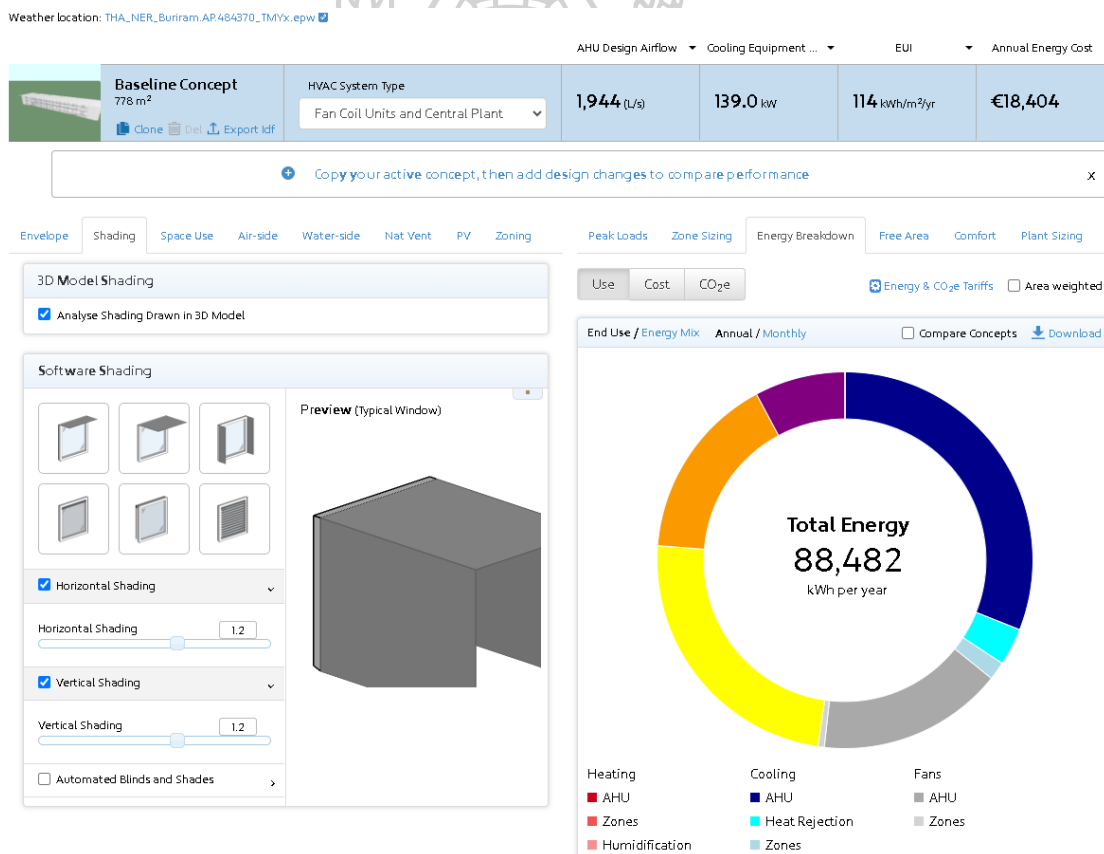 Weather location: THA_NER_Buriram.AP.484370_TMYx.epw
AHU Design Airflow Cooling Equipment ... EUI Annual Energy Cost
Baseline Concept
778 m²
Clone Del Export Idf
HVAC System Type
Fan Coil Units and Central Plant
1,944 (L/s) 139.0 kW 114 kWh/m²/yr €18,404
Copy your active concept, then add design changes to compare performance x
Envelope Shading Space Use Air-side Water-side Nat Vent PV Zoning
Peak Loads Zone Sizing Energy Breakdown Free Area Comfort Plant Sizing
3D Model Shading
Analyse Shading Drawn in 3D Model
Use Cost CO₂e Energy & CO₂e Tariffs Area weighted
End Use / Energy Mix Annual / Monthly Compare Concepts Download
Software Shading
Preview (Typical Window)
Horizontal Shading
Horizontal Shading 1.2
Vertical Shading
Vertical Shading 1.2
Automated Blinds and Shades
Total Energy
88,482
kWh per year
Heating Cooling Fans
AHU AHU AHU
Zones Heat Rejection Zones
Humidification Zones